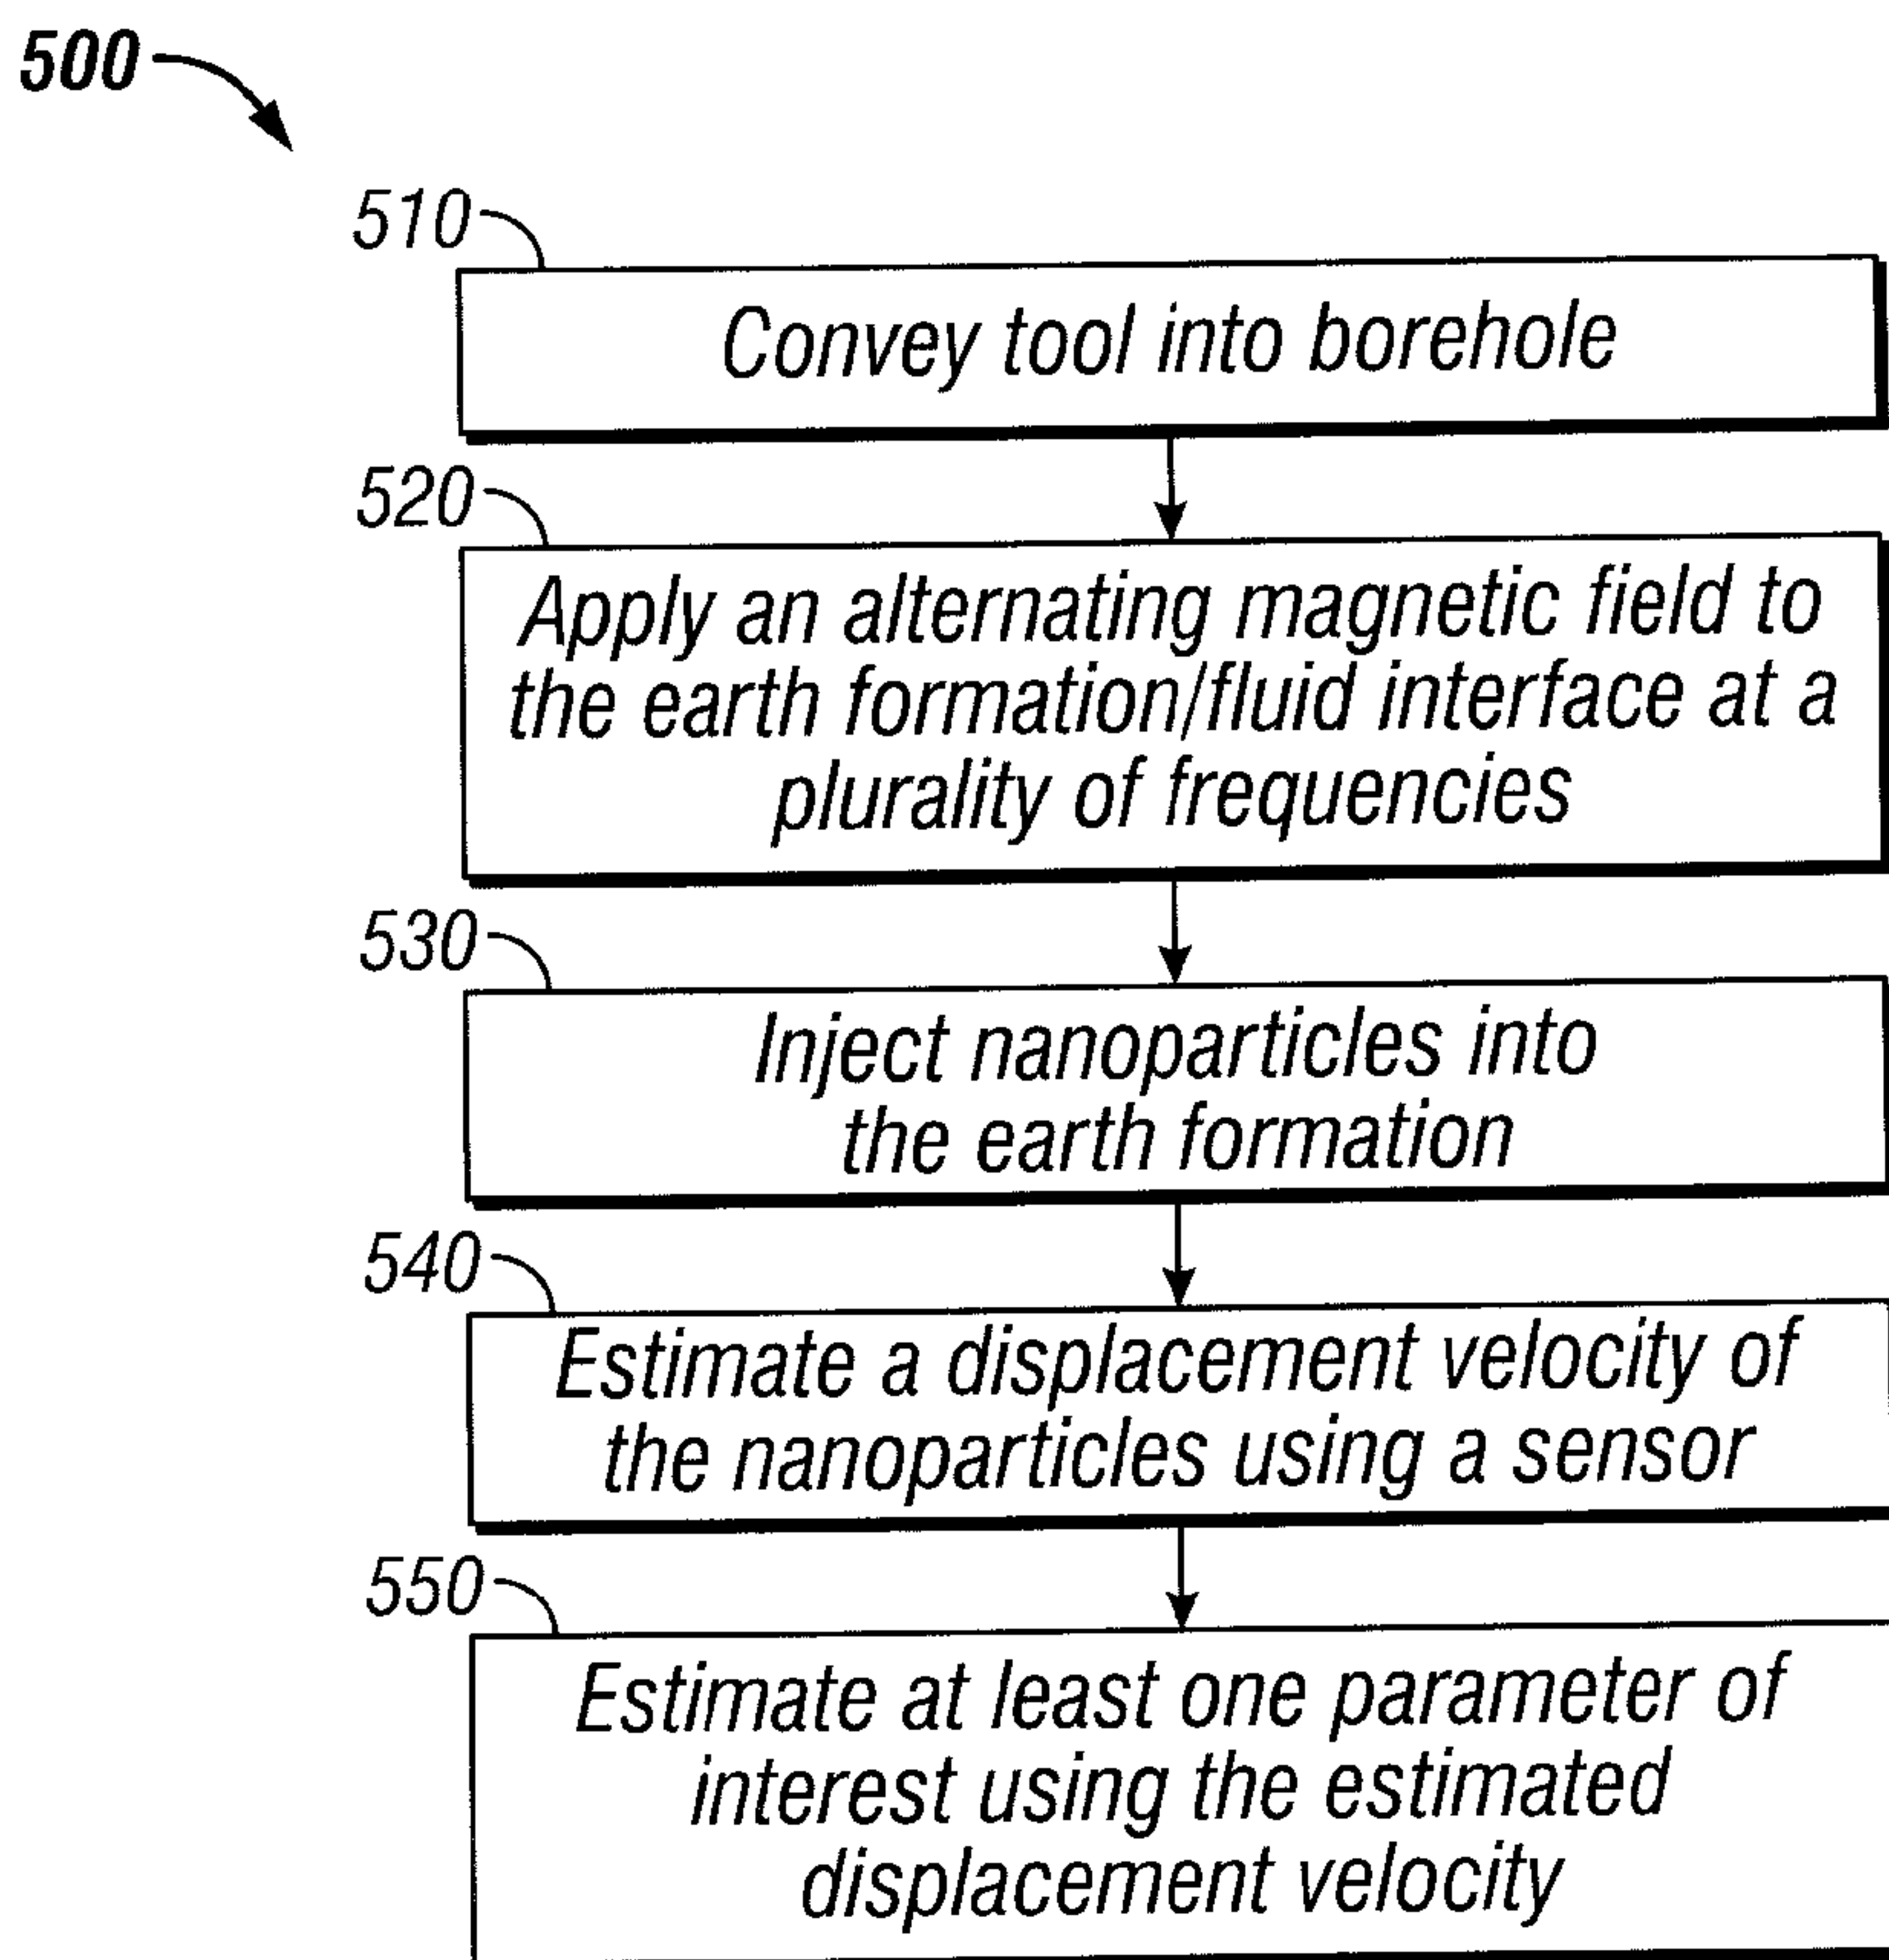 500
510
Convey tool into borehole
520
Apply an alternating magnetic field to
the earth formation/fluid interface at a
plurality of frequencies
530
Inject nanoparticles into
the earth formation
540
Estimate a displacement velocity of
the nanoparticles using a sensor
550
Estimate at least one parameter of
interest using the estimated
displacement velocity